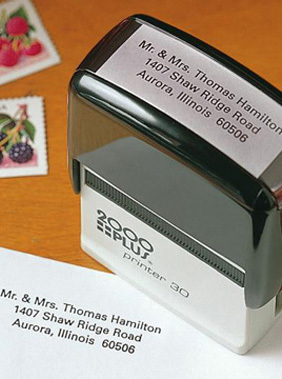 Mr. & Mrs. Thomas Hamilton
1407 Shaw Ridge Road
Aurora, Illinois 60506
2000
PLUS
printer 30
Mr. & Mrs. Thomas Hamilton
1407 Shaw Ridge Road
Aurora, Illinois 60506